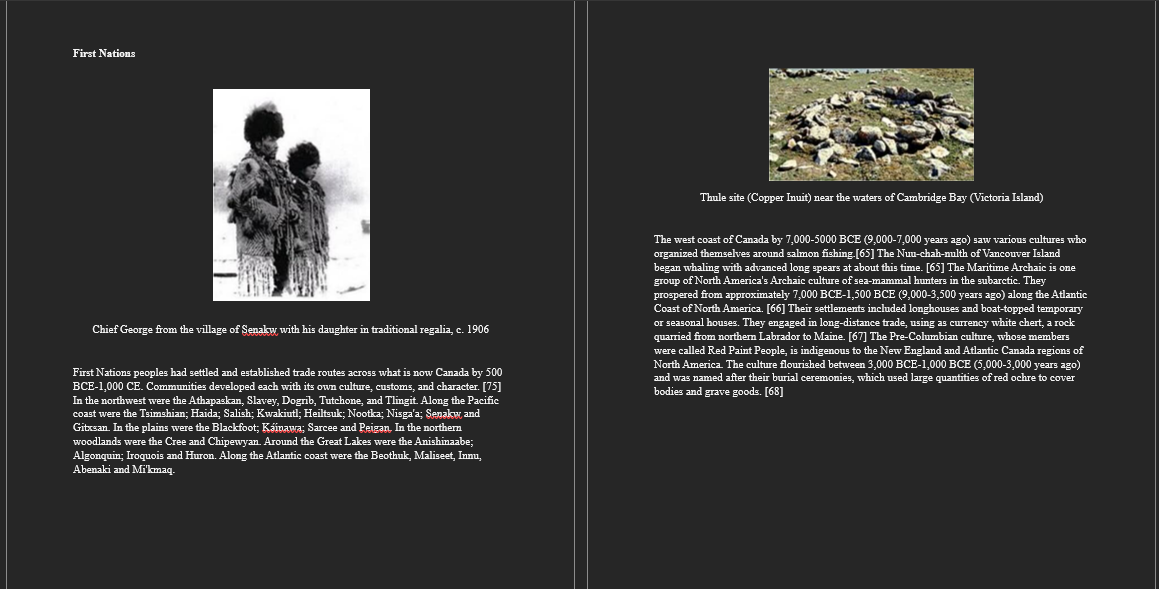 First Nations
Chief George from the village of Senakw with his daughter in traditional regalia, c. 1906
First Nations peoples had settled and established trade routes across what is now Canada by 500
BCE-1,000 CE. Communities developed each with its own culture, customs, and character. [75]
In the northwest were the Athapaskan, Slavey, Dogrib, Tutchone, and Tlingit. Along the Pacific
coast were the Tsimshian; Haida; Salish; Kwakiutl; Heiltsuk; Nootka; Nisga'a; Senakw and
Gitxsan. In the plains were the Blackfoot; Káínawa; Sarcee and Peigan. In the northern
woodlands were the Cree and Chipewyan. Around the Great Lakes were the Anishinaabe;
Algonquin; Iroquois and Huron. Along the Atlantic coast were the Beothuk, Maliseet, Innu,
Abenaki and Mi'kmaq.
Thule site (Copper Inuit) near the waters of Cambridge Bay (Victoria Island)
The west coast of Canada by 7,000-5000 BCE (9,000-7,000 years ago) saw various cultures who
organized themselves around salmon fishing.[65] The Nuu-chah-nulth of Vancouver Island
began whaling with advanced long spears at about this time. [65] The Maritime Archaic is one
group of North America's Archaic culture of sea-mammal hunters in the subarctic. They
prospered from approximately 7,000 BCE-1,500 BCE (9,000-3,500 years ago) along the Atlantic
Coast of North America. [66] Their settlements included longhouses and boat-topped temporary
or seasonal houses. They engaged in long-distance trade, using as currency white chert, a rock
quarried from northern Labrador to Maine. [67] The Pre-Columbian culture, whose members
were called Red Paint People, is indigenous to the New England and Atlantic Canada regions of
North America. The culture flourished between 3,000 BCE-1,000 BCE (5,000-3,000 years ago)
and was named after their burial ceremonies, which used large quantities of red ochre to cover
bodies and grave goods. [68]